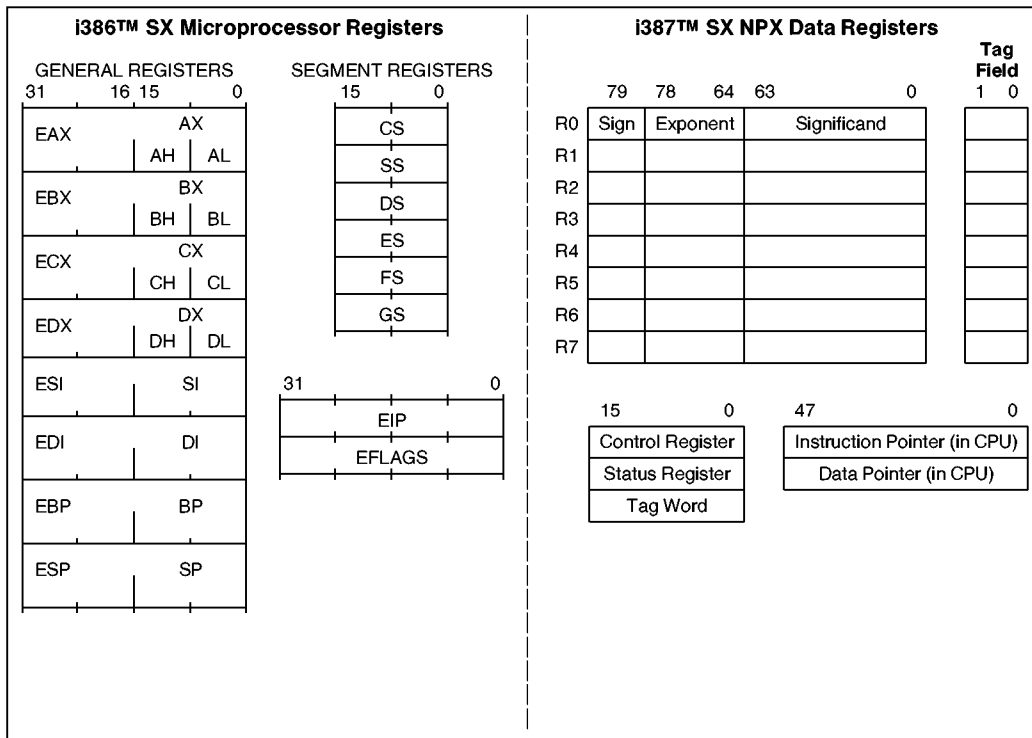 i386™ SX Microprocessor Registers
GENERAL REGISTERS
31 16 15 0
EAX AX
AH AL
EBX BX
BH BL
ECX CX
CH CL
EDX DX
DH DL
ESI SI
EDI DI
EBP BP
ESP SP
SEGMENT REGISTERS
15 0
CS
SS
DS
ES
FS
GS
31 0
EIP
EFLAGS
i387™ SX NPX Data Registers
Tag
Field
79 78 64 63 0 1 0
R0 Sign Exponent Significand
R1
R2
R3
R4
R5
R6
R7
15 0
Control Register
Status Register
Tag Word
47 0
Instruction Pointer (in CPU)
Data Pointer (in CPU)